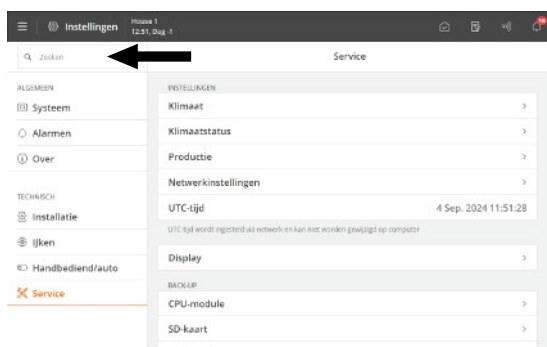 Instellingen
House 1
12:51, Dag -1
Zoeken
Service
ALGEMEEN
Systeem
Alarmen
Over
TECHNISCH
Installatie
IJken
Handbediend/auto
Service
INSTELLINGEN
Klimaat
Klimaatstatus
Productie
Netwerkinstellingen
UTC-tijd 4 Sep. 2024 11:51:28
UTC-tijd wordt ingesteld via netwerk en kan niet worden gewijzigd op computer
Display
BACK-UP
CPU-module
SD-kaart